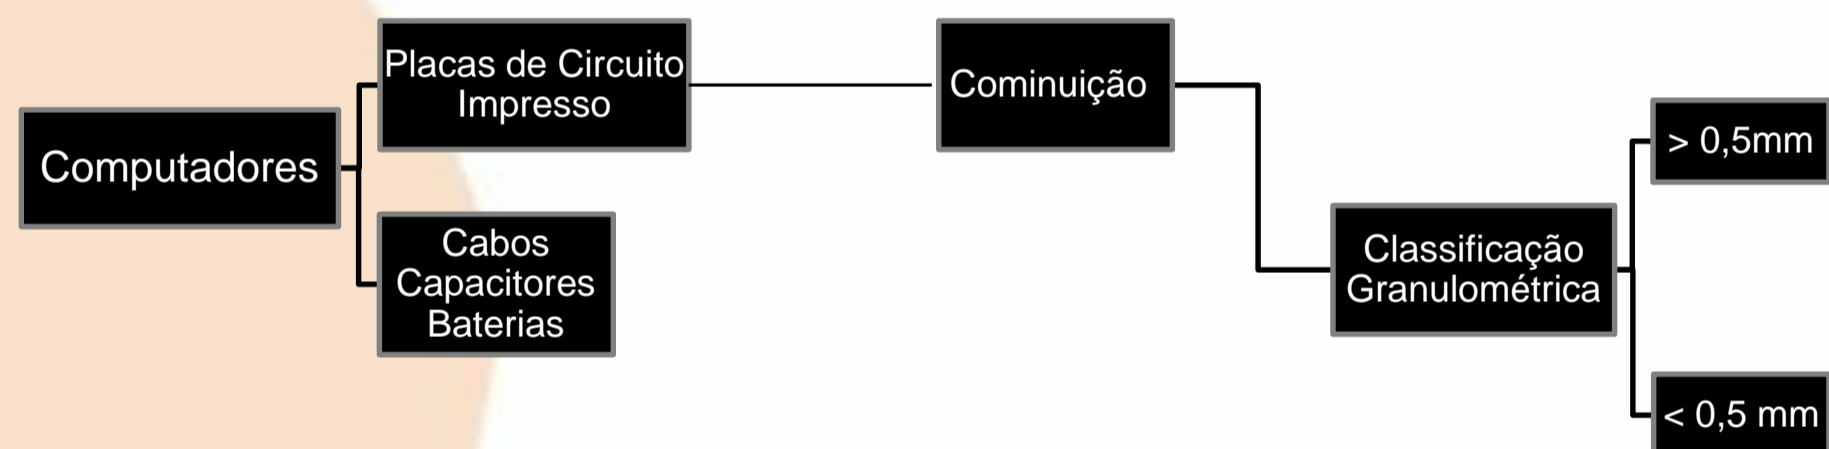 Computadores
Placas de Circuito
Impresso
Cabos
Capacitores
Baterias
Cominuição
Classificação
Granulométrica
> 0,5mm
< 0,5 mm